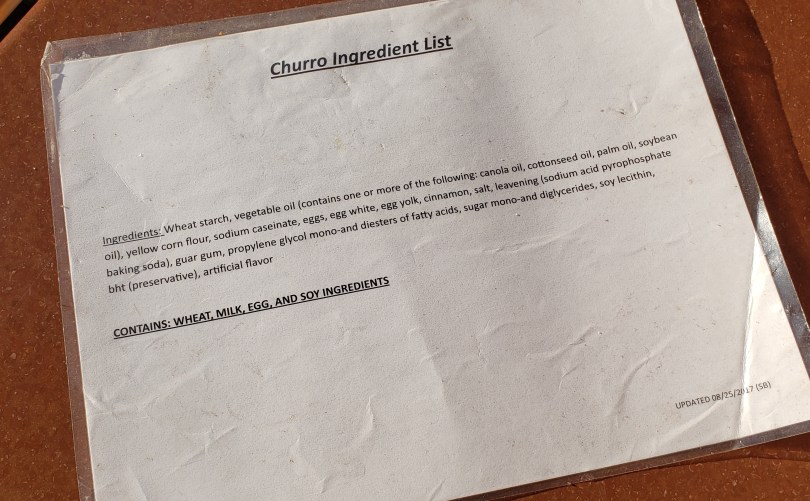 Churro Ingredient List
Ingredients: Wheat starch, vegetable oil (contains one or more of the following: canola oil, cottonseed oil, palm oil, soybean
oil), yellow corn flour, sodium caseinate, eggs, egg white, egg yolk, cinnamon, salt, leavening (sodium acid pyrophosphate
baking soda), guar gum, propylene glycol mono-and diesters of fatty acids, sugar mono-and diglycerides, soy lecithin,
bht (preservative), artificial flavor
CONTAINS: WHEAT, MILK, EGG, AND SOY INGREDIENTS
UPDATED 08/25/2017 (SB)